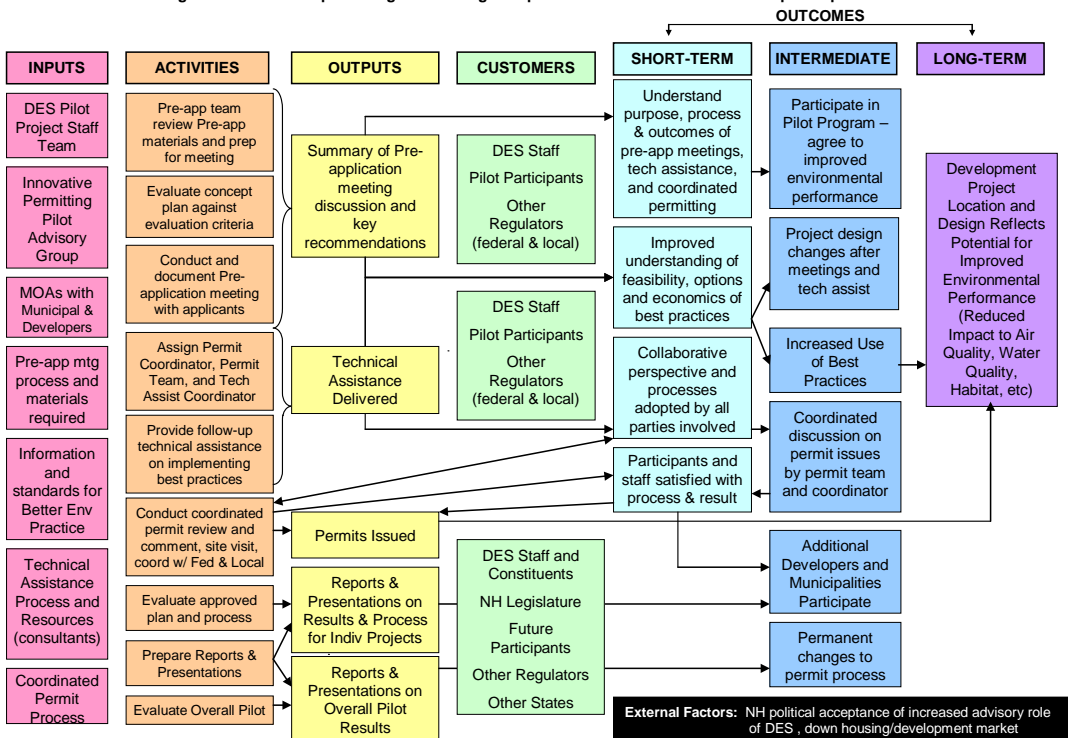 OUTCOMES
INPUTS
ACTIVITIES
OUTPUTS
CUSTOMERS
SHORT-TERM
INTERMEDIATE
LONG-TERM
DES Pilot
Project Staff
Team
Innovative
Permitting
Pilot
Advisory
Group
MOAs with
Municipal &
Developers
Pre-app mtg
process and
materials
required
Information
and
standards for
Better Env
Practice
Technical
Assistance
Process and
Resources
(consultants)
Coordinated
Permit
Process
Pre-app team
review Pre-app
materials and prep
for meeting
Evaluate concept
plan against
evaluation criteria
Conduct and
document Pre-
application meeting
with applicants
Assign Permit
Coordinator, Permit
Team, and Tech
Assist Coordinator
Provide follow-up
technical assistance
on implementing
best practices
Conduct coordinated
permit review and
comment, site visit,
coord w/ Fed & Local
Evaluate approved
plan and process
Prepare Reports &
Presentations
Evaluate Overall Pilot
Summary of Pre-
application
meeting
discussion and
key
recommendations
Technical
Assistance
Delivered
Permits Issued
Reports &
Presentations on
Results & Process
for Indiv Projects
Reports &
Presentations on
Overall Pilot
Results
DES Staff
Pilot Participants
Other
Regulators
(federal & local)
DES Staff
Pilot Participants
Other
Regulators
(federal & local)
DES Staff and
Constituents
NH Legislature
Future
Participants
Other Regulators
Other States
Understand
purpose, process
& outcomes of
pre-app meetings,
tech assistance,
and coordinated
permitting
Improved
understanding of
feasibility, options
and economics of
best practices
Collaborative
perspective and
processes
adopted by all
parties involved
Participants and
staff satisfied with
process & result
Participate in
Pilot Program –
agree to
improved
environmental
performance
Project design
changes after
meetings and
tech assist
Increased Use
of Best
Practices
Coordinated
discussion on
permit issues
by permit team
and coordinator
Additional
Developers and
Municipalities
Participate
Permanent
changes to
permit process
Development
Project
Location and
Design Reflects
Potential for
Improved
Environmental
Performance
(Reduced
Impact to Air
Quality, Water
Quality,
Habitat, etc)
External Factors: NH political acceptance of increased advisory role
of DES , down housing/development market